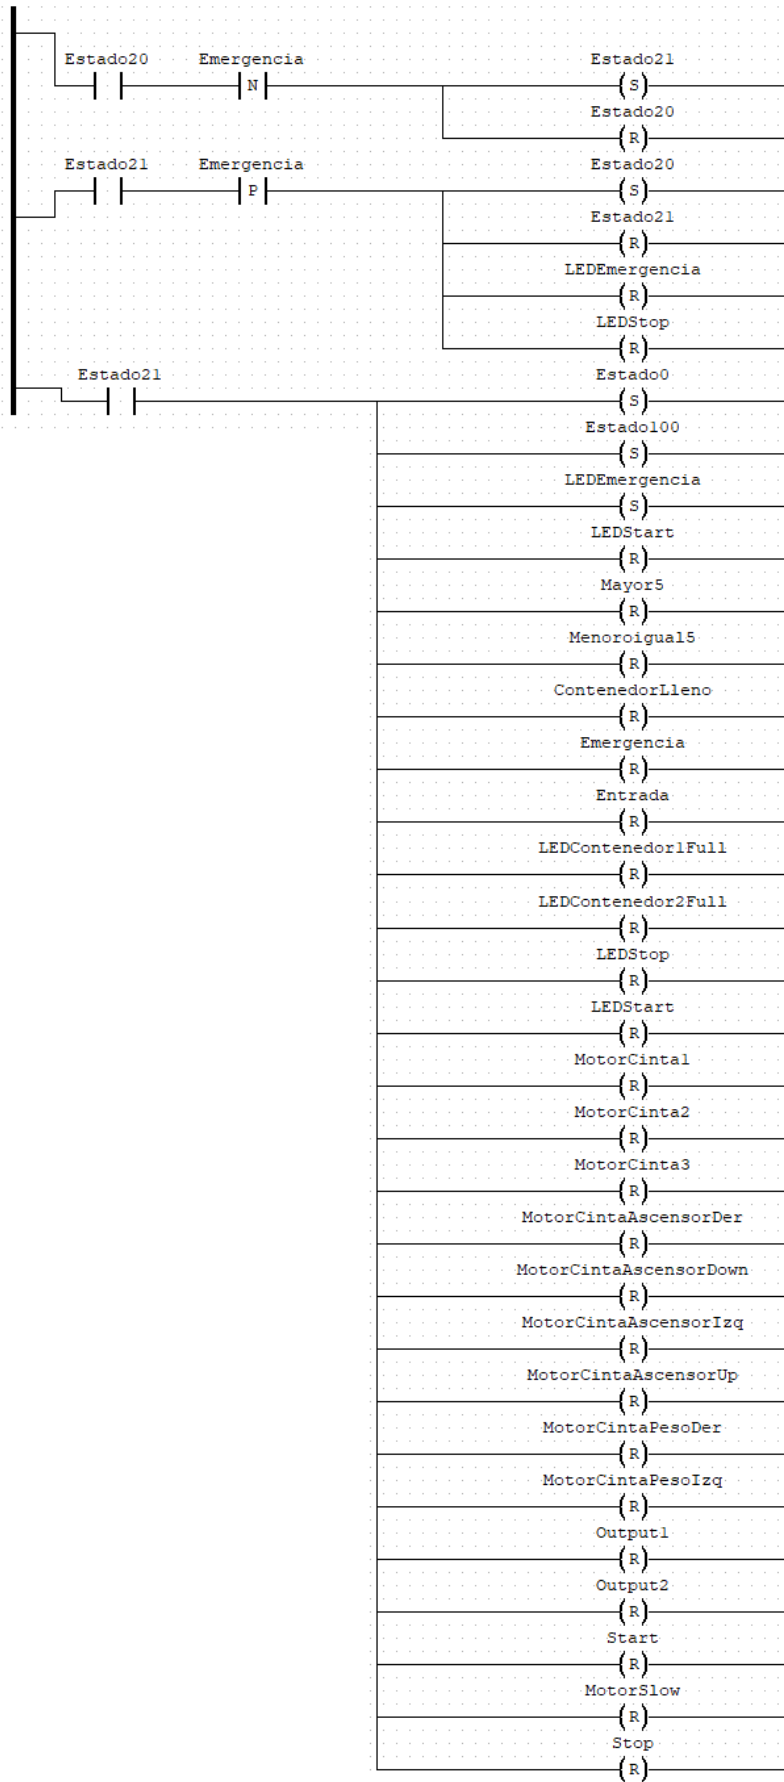 Estado20 Emergencia Estado21
N (S)
Estado20
(R)
Estado21 Emergencia Estado20
P (S)
Estado21
(R)
LEDEmergencia
(R)
LEDStop
(R)
Estado21 Estado0
(S)
Estado100
(S)
LEDEmergencia
(S)
LEDStart
(R)
Mayor5
(R)
Menoroigual5
(R)
ContenedorLleno
(R)
Emergencia
(R)
Entrada
(R)
LEDContenedor1Full
(R)
LEDContenedor2Full
(R)
LEDStop
(R)
LEDStart
(R)
MotorCinta1
(R)
MotorCinta2
(R)
MotorCinta3
(R)
MotorCintaAscensorDer
(R)
MotorCintaAscensorDown
(R)
MotorCintaAscensorIzq
(R)
MotorCintaAscensorUp
(R)
MotorCintaPesoDer
(R)
MotorCintaPesoIzq
(R)
Output1
(R)
Output2
(R)
Start
(R)
MotorSlow
(R)
Stop
(R)